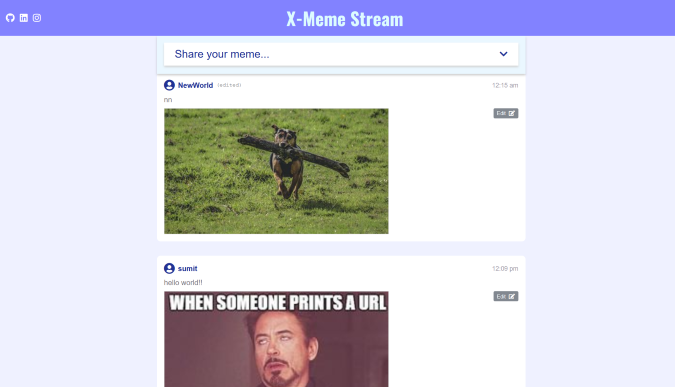 X-Meme Stream
Share your meme...
NewWorld (edited) 12:18 am
nn
Edit
sumit 12:09 pm
hello world!!
Edit
WHEN SOMEONE PRINTS A URL